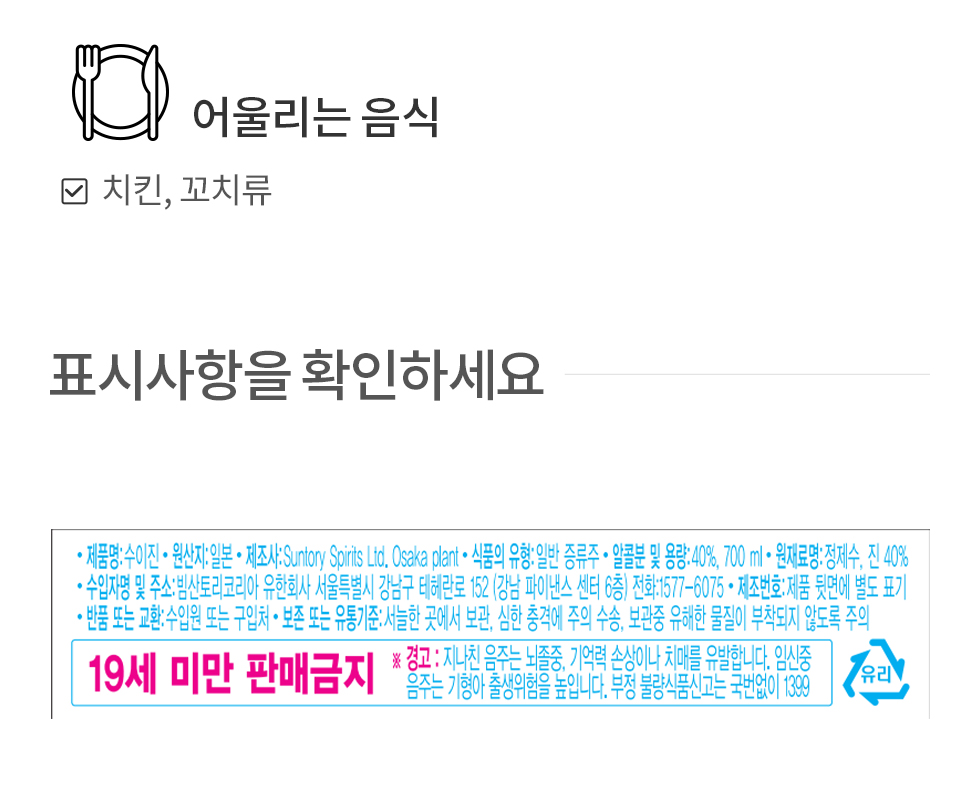 어울리는 음식
치킨, 꼬치류
표시사항을 확인하세요
• 제품명:수이진 • 원산지:일본 • 제조사:Suntory Spirits Ltd. Osaka plant • 식품의 유형:일반 증류주 • 알콜분 및 용량:40%, 700 ml • 원재료명:정제수, 진 40%
• 수입자명 및 주소:빔산토리코리아 유한회사 서울특별시 강남구 테헤란로 152 (강남 파이낸스 센터 6층) 전화:1577-6075 • 제조번호:제품 뒷면에 별도 표기
• 반품 또는 교환:수입원 또는 구입처 • 보존 또는 유통기준:서늘한 곳에서 보관, 심한 충격에 주의 수송, 보관중 유해한 물질이 부착되지 않도록 주의
19세 미만 판매금지
※ 경고 : 지나친 음주는 뇌졸중, 기억력 손상이나 치매를 유발합니다. 임신중
음주는 기형아 출생위험을 높입니다. 부정 불량식품신고는 국번없이 1399
유리